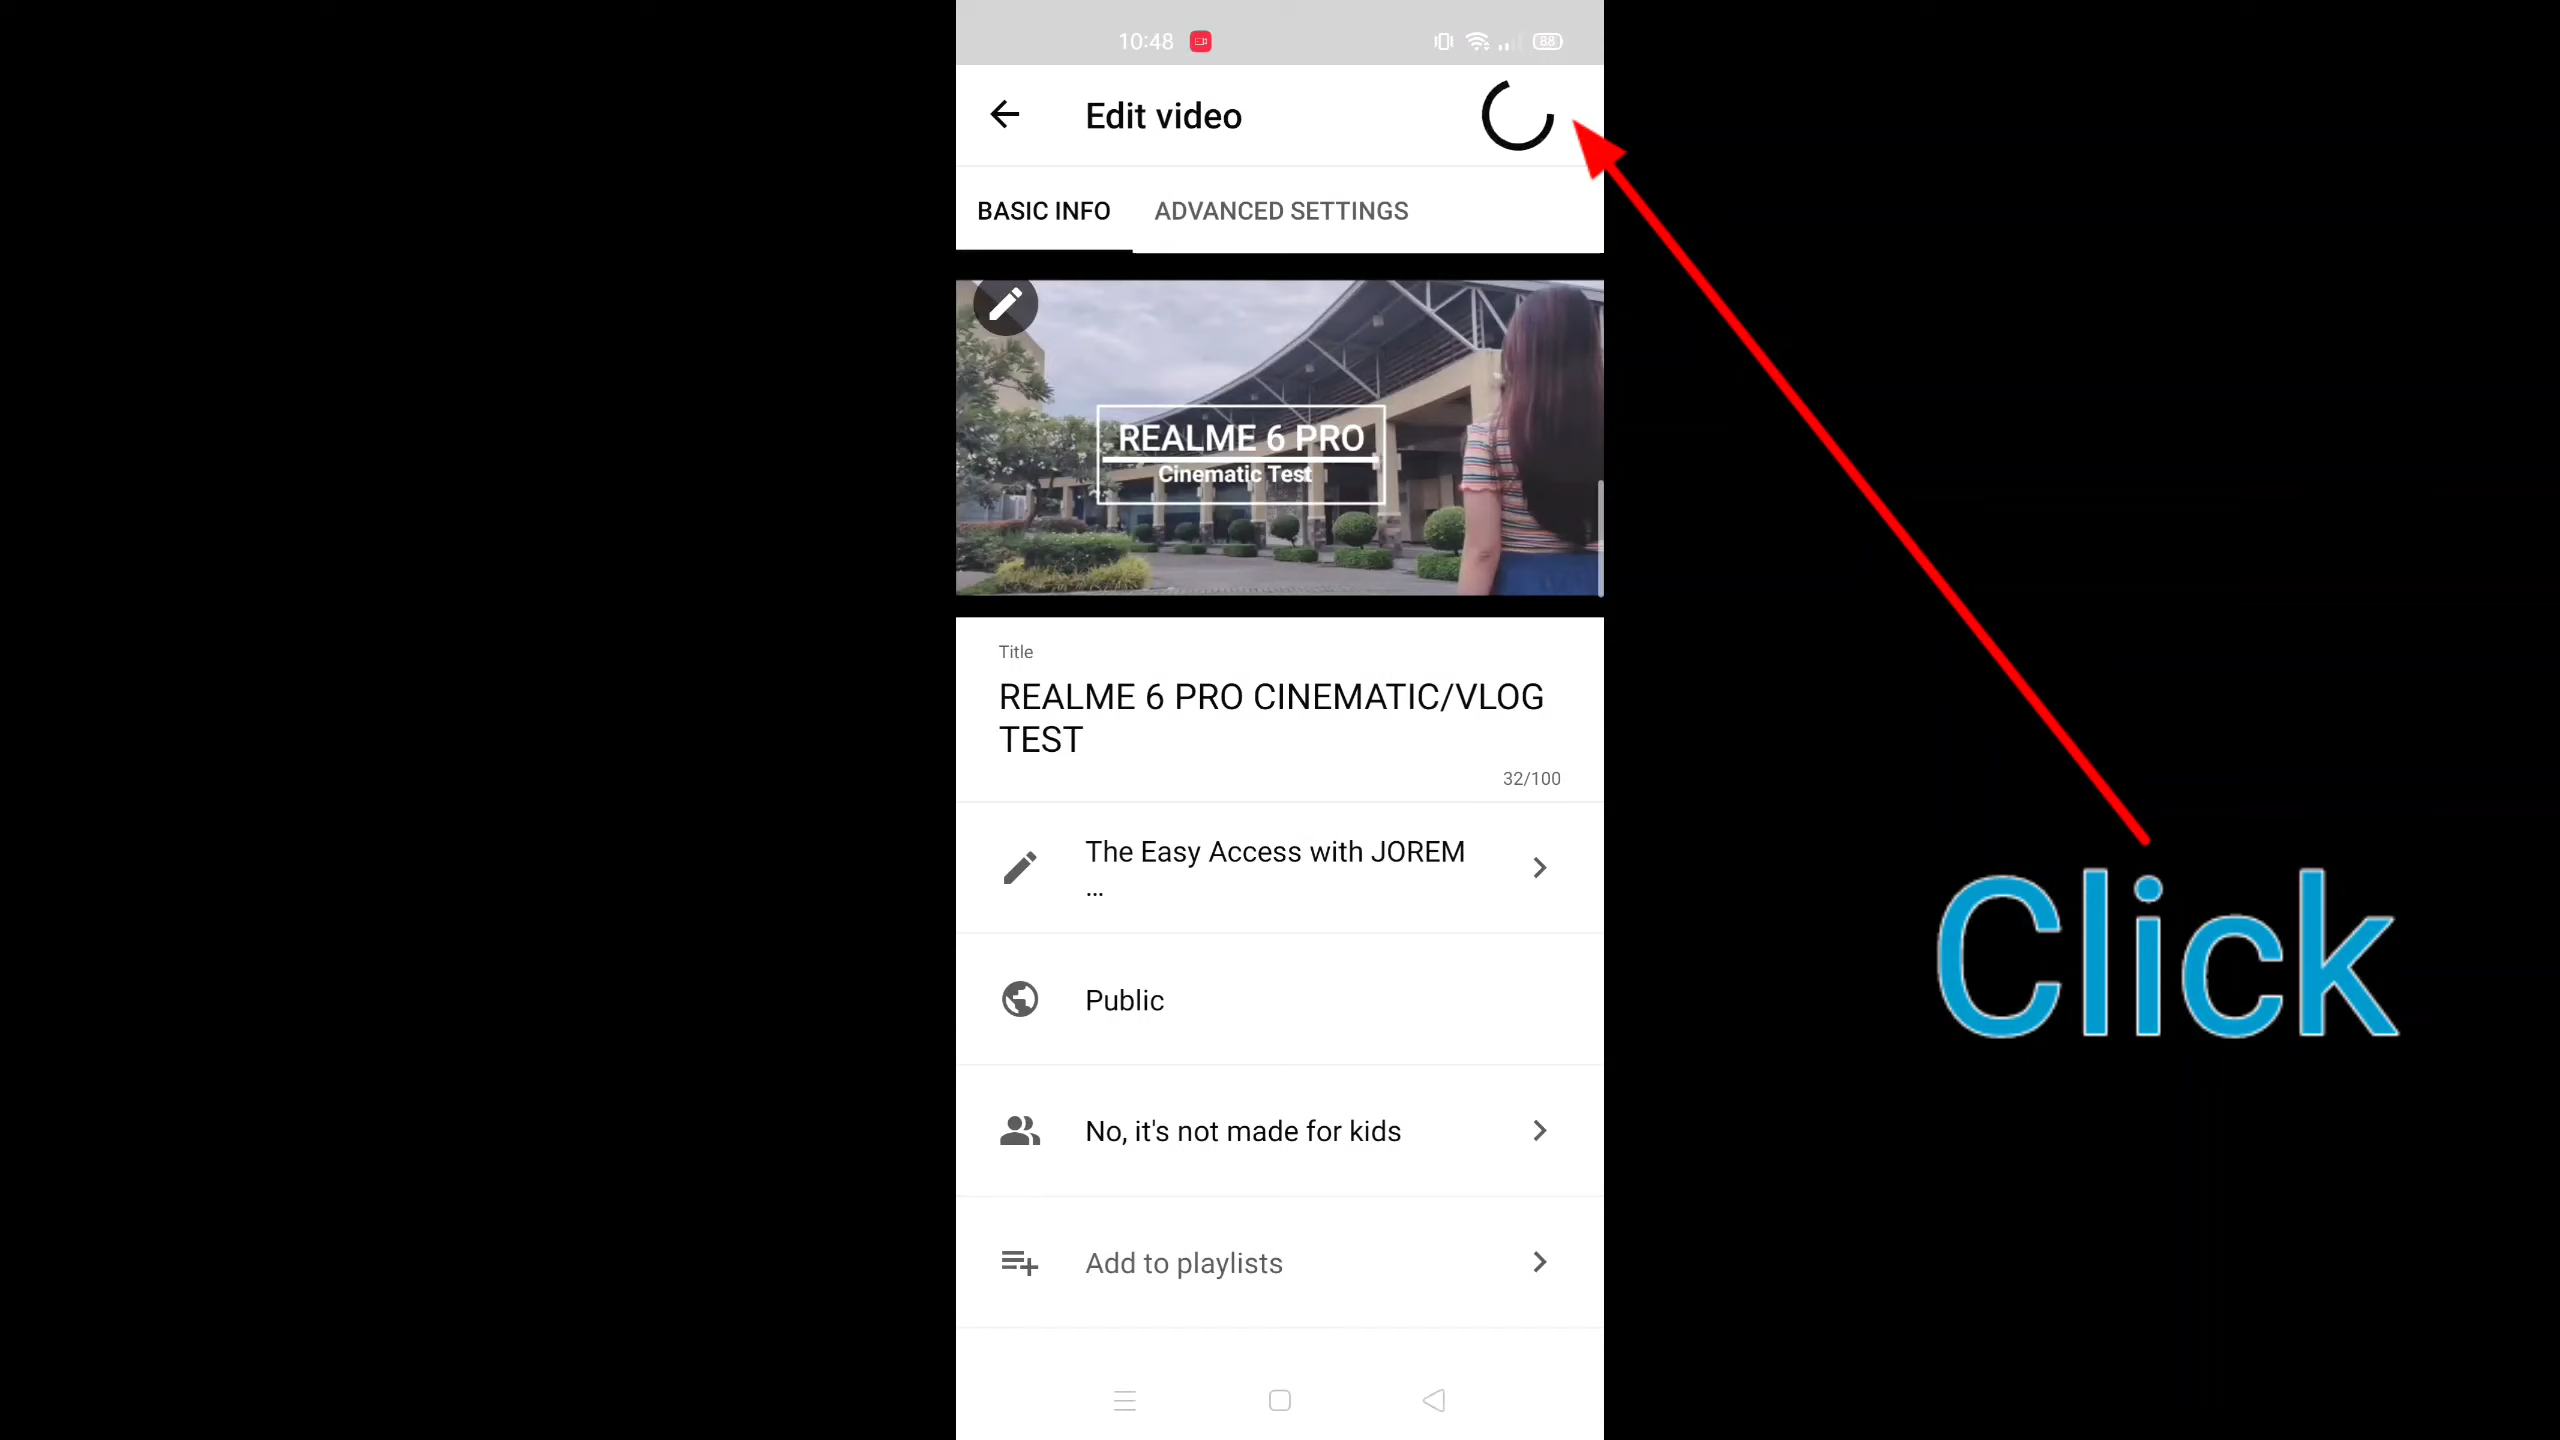 10:48
88
Edit video
BASIC INFO
ADVANCED SETTINGS
REALME 6 PRO
Cinematic Test
Title
REALME 6 PRO CINEMATIC/VLOG
TEST
32/100
The Easy Access with JOREM
...
Public
No, it's not made for kids
Add to playlists
Click